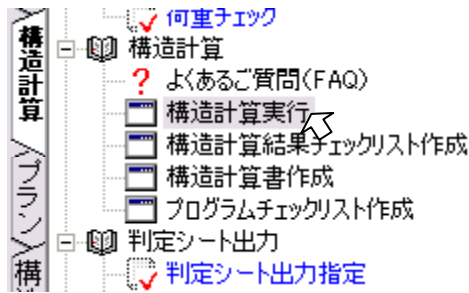 何重チェック
構造計算
よくあるご質問(FAQ)
構造計算実行
構造計算結果チェックリスト作成
構造計算書作成
プログラムチェックリスト作成
判定シート出力
判定シート出力指定
構造計算
プラン
構